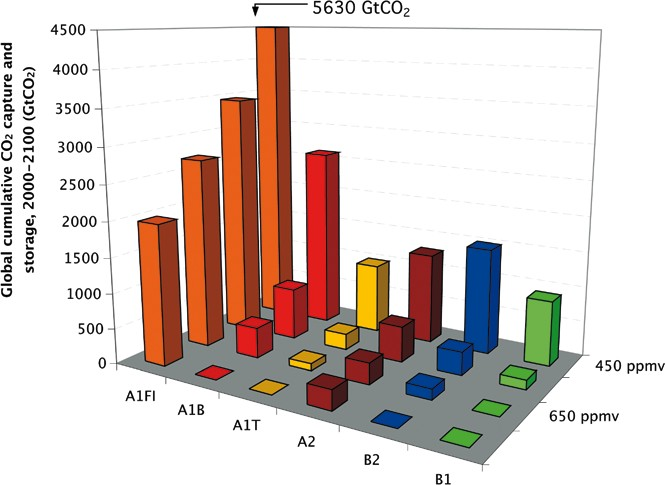 5630 GtCO₂
Global cumulative CO₂ capture and
storage, 2000–2100 (GtCO₂)
4500
4000
3500
3000
2500
2000
1500
1000
500
0
A1FI
A1B
A1T
A2
B2
B1
450 ppmv
650 ppmv